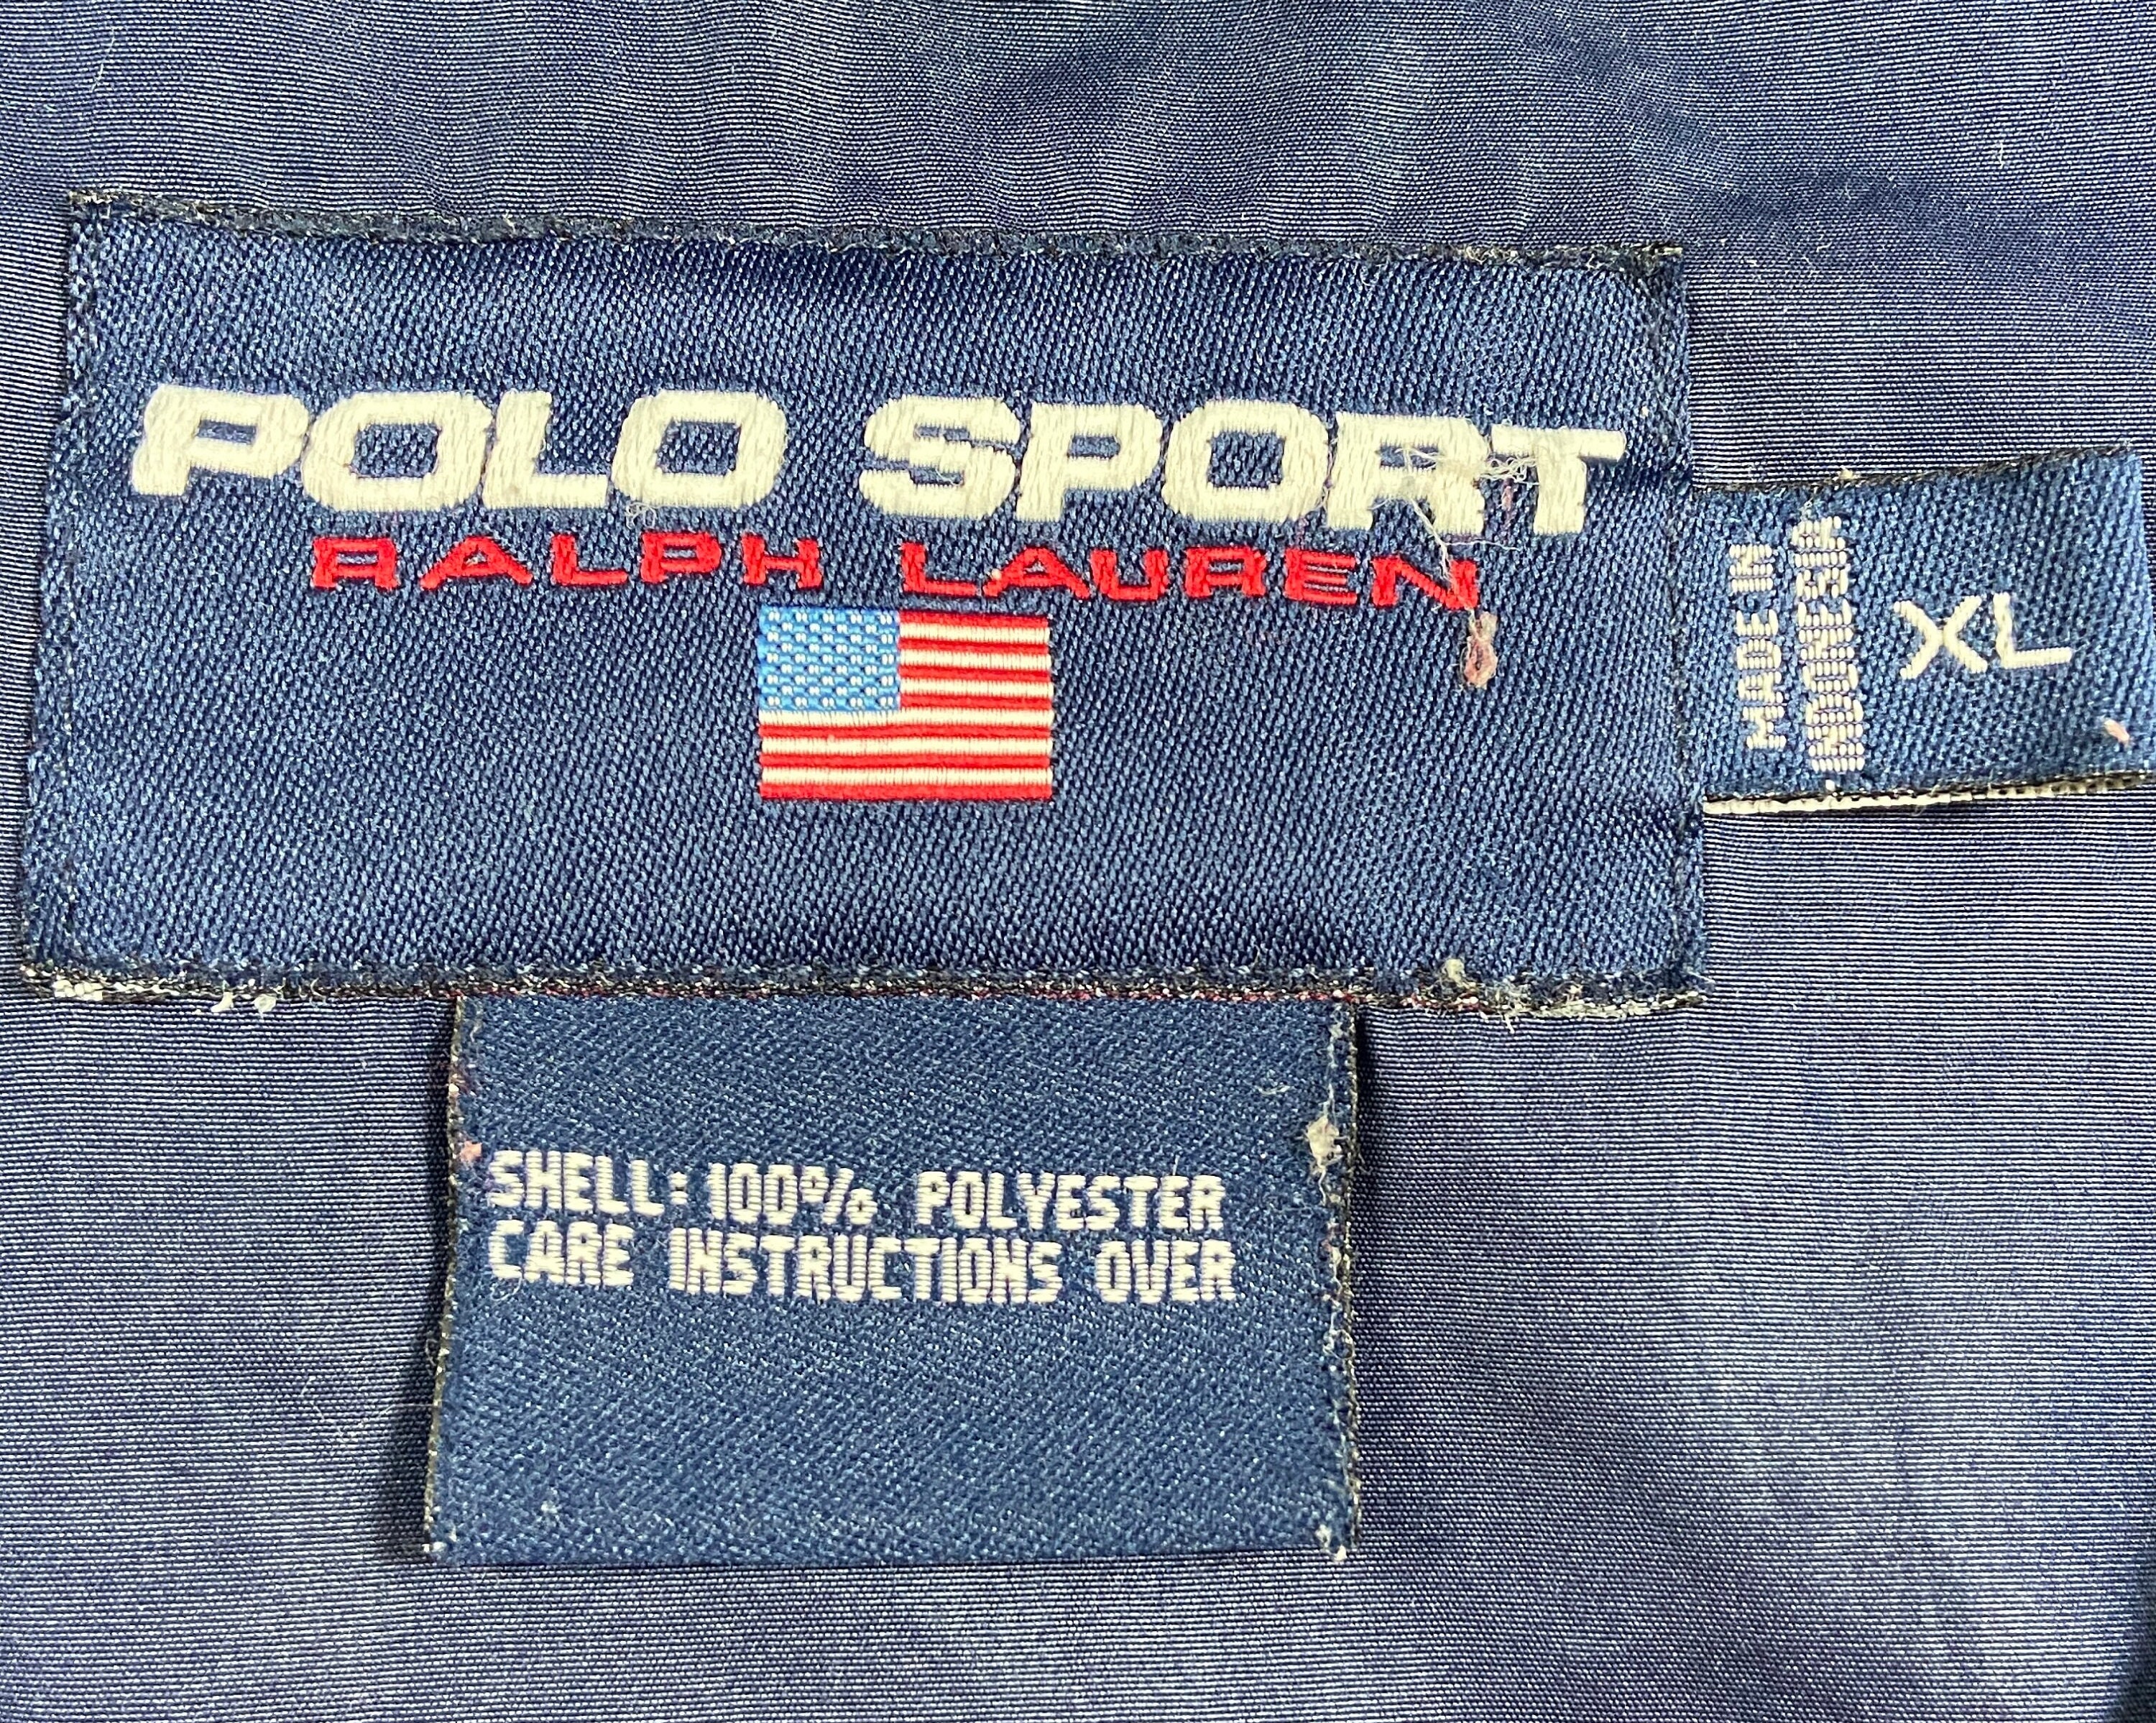 POLO SPORT
RALPH LAUREN
MADE IN
INDONESIA
XL
SHELL: 100% POLYESTER
CARE INSTRUCTIONS OVER